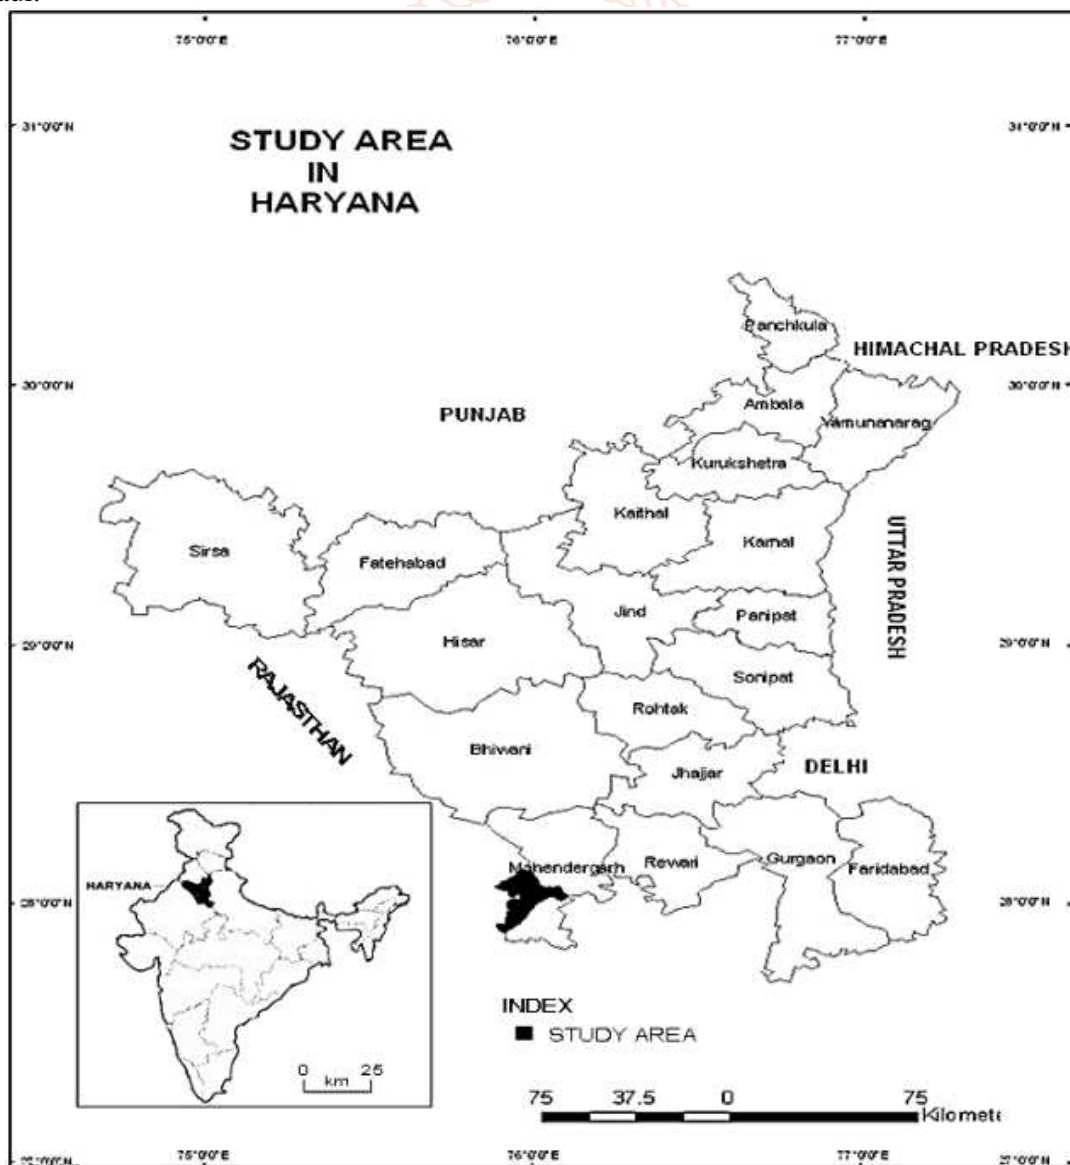 75°0'0"E 76°0'0"E 77°0'0"E
31°0'0"N 31°0'0"N
STUDY AREA
IN
HARYANA
Panchkula
HIMACHAL PRADESH
30°0'0"N 30°0'0"N
Ambala
PUNJAB
Yamunanarag
Kurukshetra
Kaithal
Karnal
UTTAR PRADESH
Sirsa
Fatehabad
Jind
Panipat
Hisar
29°0'0"N 29°0'0"N
Sonipat
RAJASTHAN
Rohtak
Bhiwani
Jhajjar
DELHI
Mahendergarh
Rewari
Gurgaon
Faridabad
HARYANA
28°0'0"N 28°0'0"N
INDEX
STUDY AREA
0 25
km
75 37.5 0 75
Kilomete
27°0'0"N
75°0'0"E 76°0'0"E 77°0'0"E